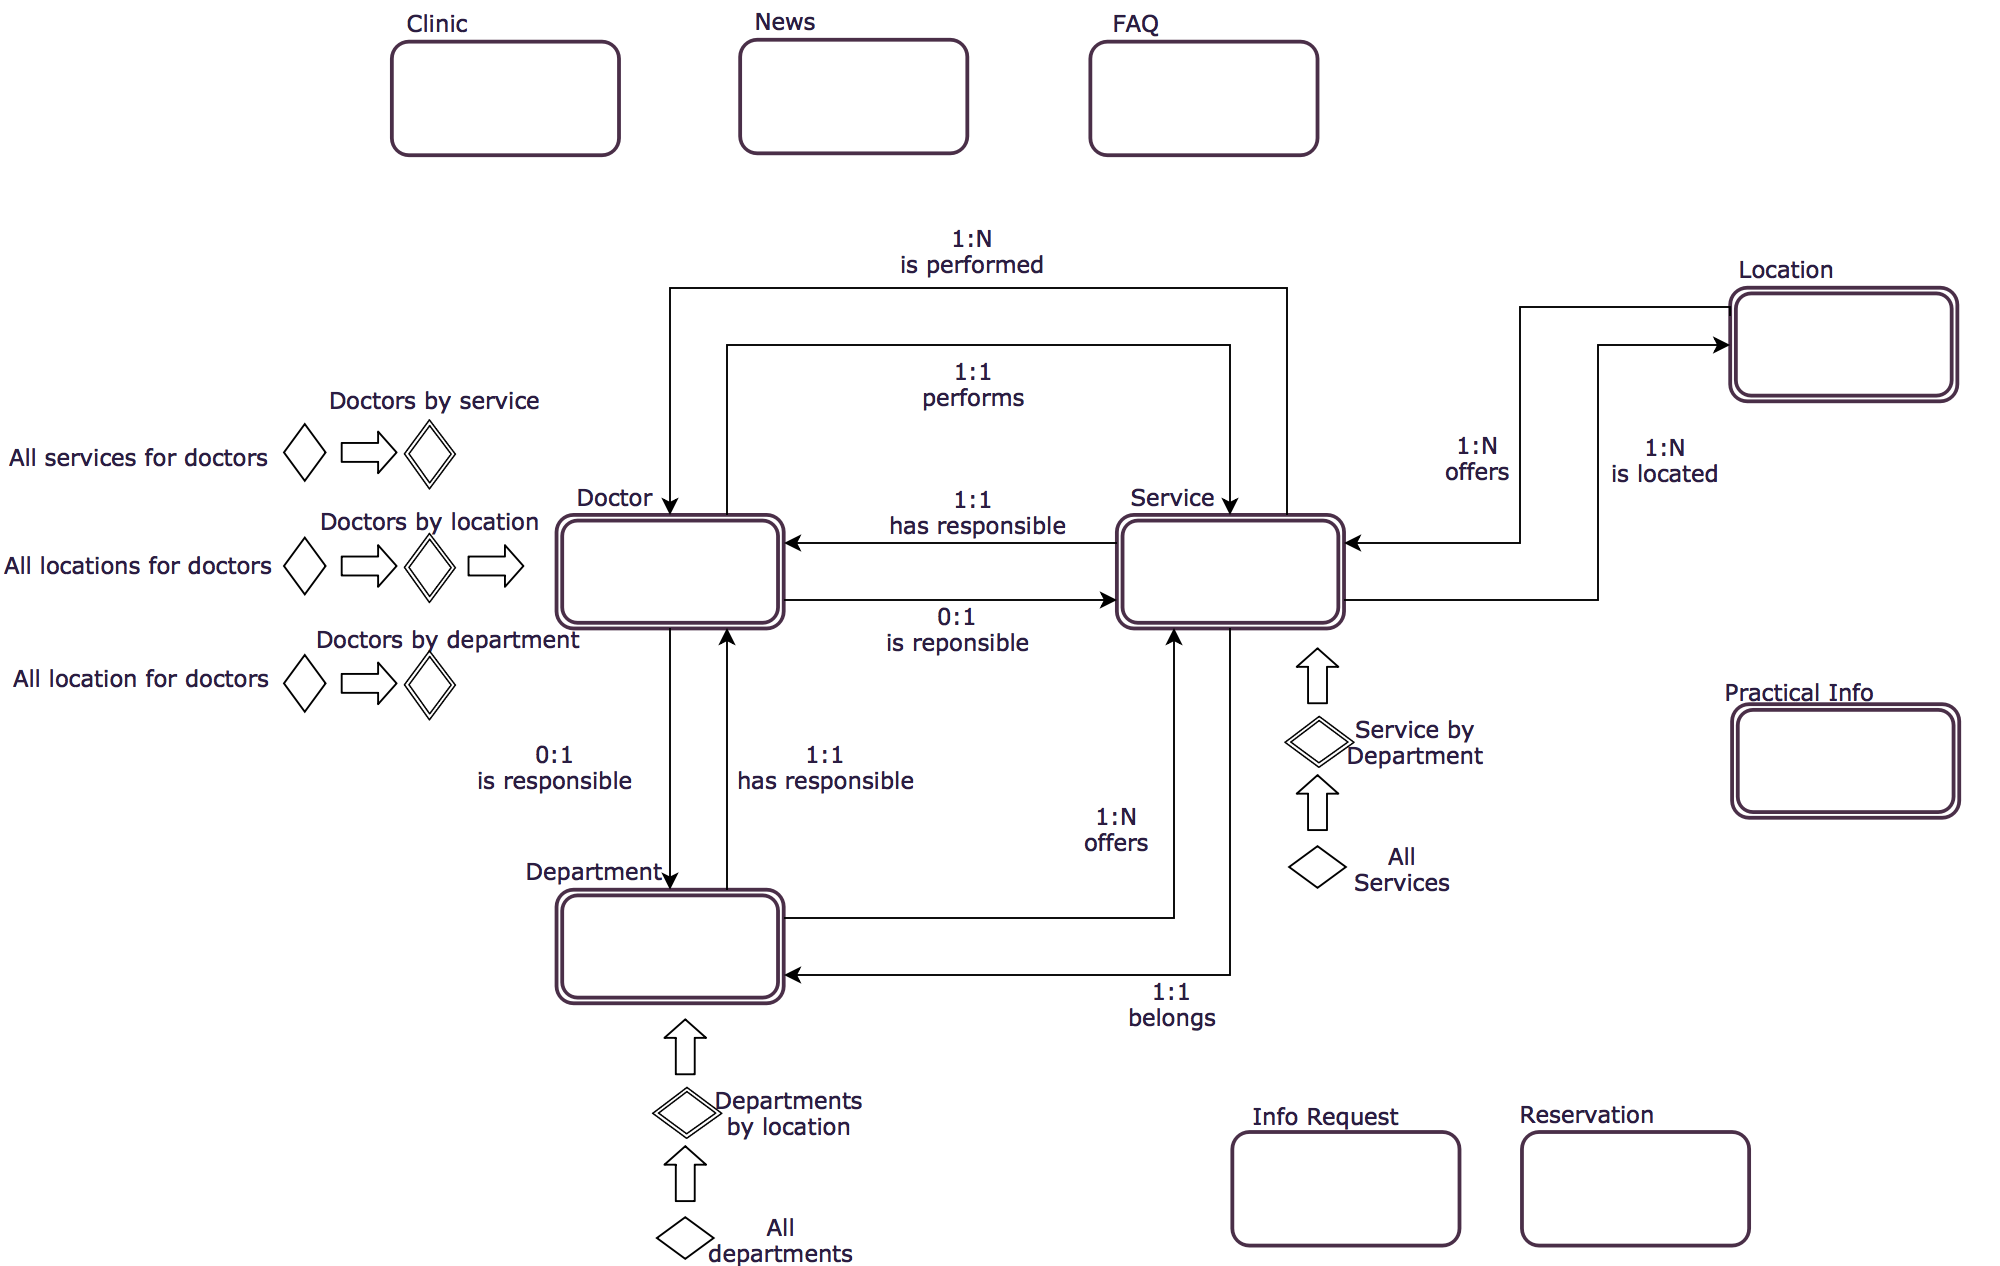 Clinic
News
FAQ
1:N
is performed
Location
1:1
performs
Doctors by service
All services for doctors
1:N
offers
1:N
is located
Doctor
1:1
has responsible
Service
Doctors by location
All locations for doctors
0:1
is reponsible
Doctors by department
All location for doctors
Practical Info
Service by
Department
0:1
is responsible
1:1
has responsible
1:N
offers
All
Services
Department
1:1
belongs
Departments
by location
Info Request
Reservation
All
departments